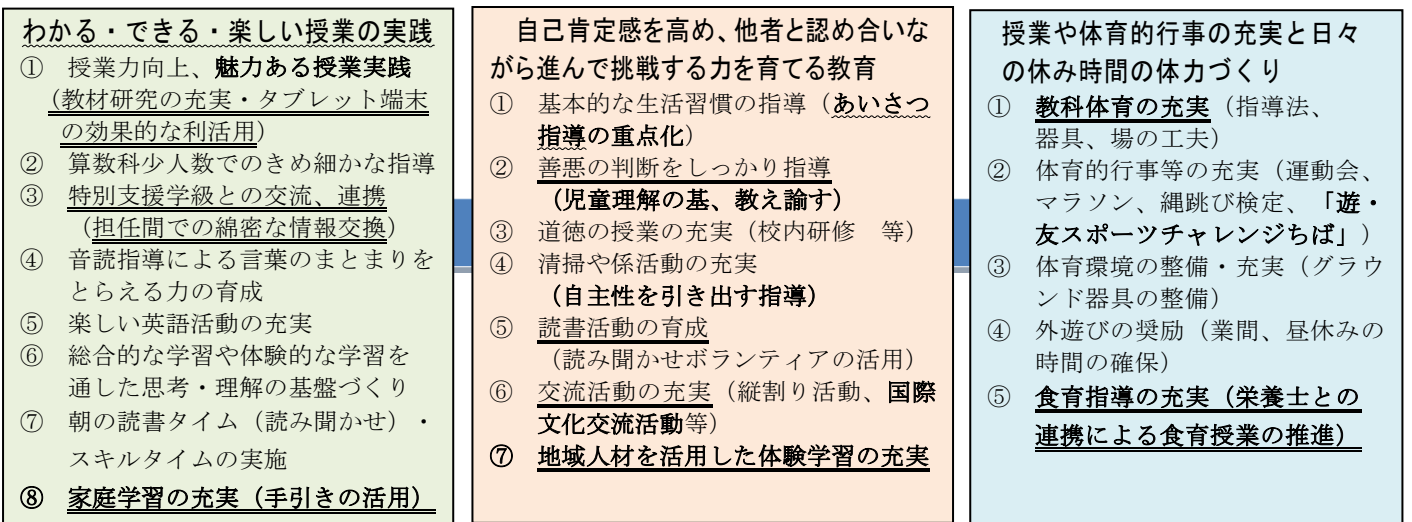 わかる・できる・楽しい授業の実践
① 授業力向上、魅力ある授業実践
(教材研究の充実・タブレット端末
の効果的な利活用)
② 算数科少人数でのきめ細かな指導
③ 特別支援学級との交流、連携
(担任間での綿密な情報交換)
④ 音読指導による言葉のまとまりを
とらえる力の育成
⑤ 楽しい英語活動の充実
⑥ 総合的な学習や体験的な学習を
通した思考・理解の基盤づくり
⑦ 朝の読書タイム(読み聞かせ)・
スキルタイムの実施
⑧ 家庭学習の充実(手引きの活用)
自己肯定感を高め、他者と認め合いな
がら進んで挑戦する力を育てる教育
① 基本的な生活習慣の指導(あいさつ
指導の重点化)
② 善悪の判断をしっかり指導
(児童理解の基、教え諭す)
③ 道徳の授業の充実(校内研修 等)
④ 清掃や係活動の充実
(自主性を引き出す指導)
⑤ 読書活動の育成
(読み聞かせボランティアの活用)
⑥ 交流活動の充実(縦割り活動、国際
文化交流活動等)
⑦ 地域人材を活用した体験学習の充実
授業や体育的行事の充実と日々
の休み時間の体力づくり
① 教科体育の充実(指導法、
器具、場の工夫)
② 体育的行事等の充実(運動会、
マラソン、縄跳び検定、「遊・
友スポーツチャレンジちば」)
③ 体育環境の整備・充実(グラウ
ンド器具の整備)
④ 外遊びの奨励(業間、昼休みの
時間の確保)
⑤ 食育指導の充実(栄養士との
連携による食育授業の推進)